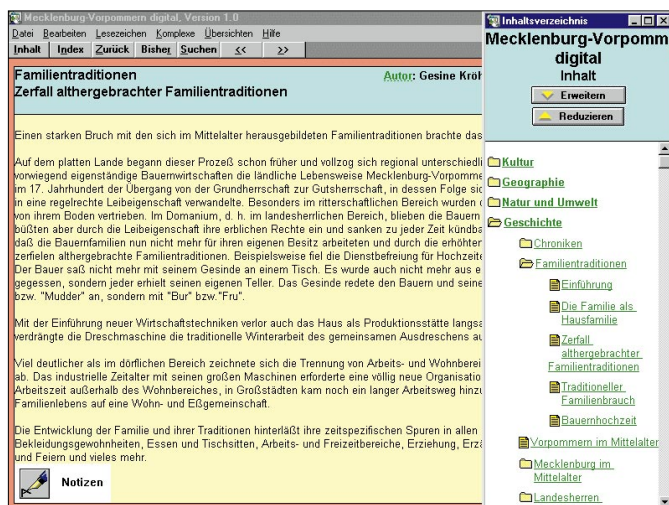 Mecklenburg-Vorpommern digital, Version 1.0
Datei Bearbeiten Lesezeichen Komplexe Übersichten Hilfe
Inhalt Index Zurück Bisher Suchen << >>
Familientraditionen
Autor: Gesine Kröh
Zerfall althergebrachter Familientraditionen
Einen starken Bruch mit den sich im Mittelalter herausgebildeten Familientraditionen brachte das
Auf dem platten Lande begann dieser Prozeß schon früher und vollzog sich regional unterschiedli
vorwiegend eigenständige Bauernwirtschaften die ländliche Lebensweise Mecklenburg-Vorpomme
im 17. Jahrhundert der Übergang von der Grundherrschaft zur Gutsherrschaft, in dessen Folge sic
in eine regelrechte Leibeigenschaft verwandelte. Besonders im ritterschaftlichen Bereich wurden
von ihrem Boden vertrieben. Im Domanium, d. h. im landesherrlichen Bereich, blieben die Bauern
büßten aber durch die Leibeigenschaft ihre erblichen Rechte ein und sanken zu jeder Zeit kündba
daß die Bauernfamilien nun nicht mehr für ihren eigenen Besitz arbeiteten und durch die erhöhte
zerfielen althergebrachte Familientraditionen. Beispielsweise fiel die Dienstbefreiung für Hochzeite
Der Bauer saß nicht mehr mit seinem Gesinde an einem Tisch. Es wurde auch nicht mehr aus e
gegessen, sondern jeder erhielt seinen eigenen Teller. Das Gesinde redete den Bauern und seine
bzw. "Mudder" an, sondern mit "Bur" bzw."Fru".
Mit der Einführung neuer Wirtschaftstechniken verlor auch das Haus als Produktionsstätte langsa
verdrängte die Dreschmaschine die traditionelle Winterarbeit des gemeinsamen Ausdreschens au
Viel deutlicher als im dörflichen Bereich zeichnete sich die Trennung von Arbeits- und Wohnberei
ab. Das industrielle Zeitalter mit seinen großen Maschinen erforderte eine völlig neue Organisatio
Arbeitszeit außerhalb des Wohnbereiches, in Großstädten kam noch ein langer Arbeitsweg hinzu
Familienlebens auf eine Wohn- und Eßgemeinschaft.
Die Entwicklung der Familie und ihrer Traditionen hinterläßt ihre zeitspezifischen Spuren in allen
Bekleidungsgewohnheiten, Essen und Tischsitten, Arbeits- und Freizeitbereiche, Erziehung, Erzä
und Feiern und vieles mehr.
Notizen
Inhaltsverzeichnis
Mecklenburg-Vorpomm
digital
Inhalt
Erweitern
Reduzieren
Kultur
Geographie
Natur und Umwelt
Geschichte
Chroniken
Familientraditionen
Einführung
Die Familie als
Hausfamilie
Zerfall
althergebrachter
Familientraditionen
Traditioneller
Familienbrauch
Bauernhochzeit
Vorpommern im Mittelalter
Mecklenburg im
Mittelalter
Landesherren